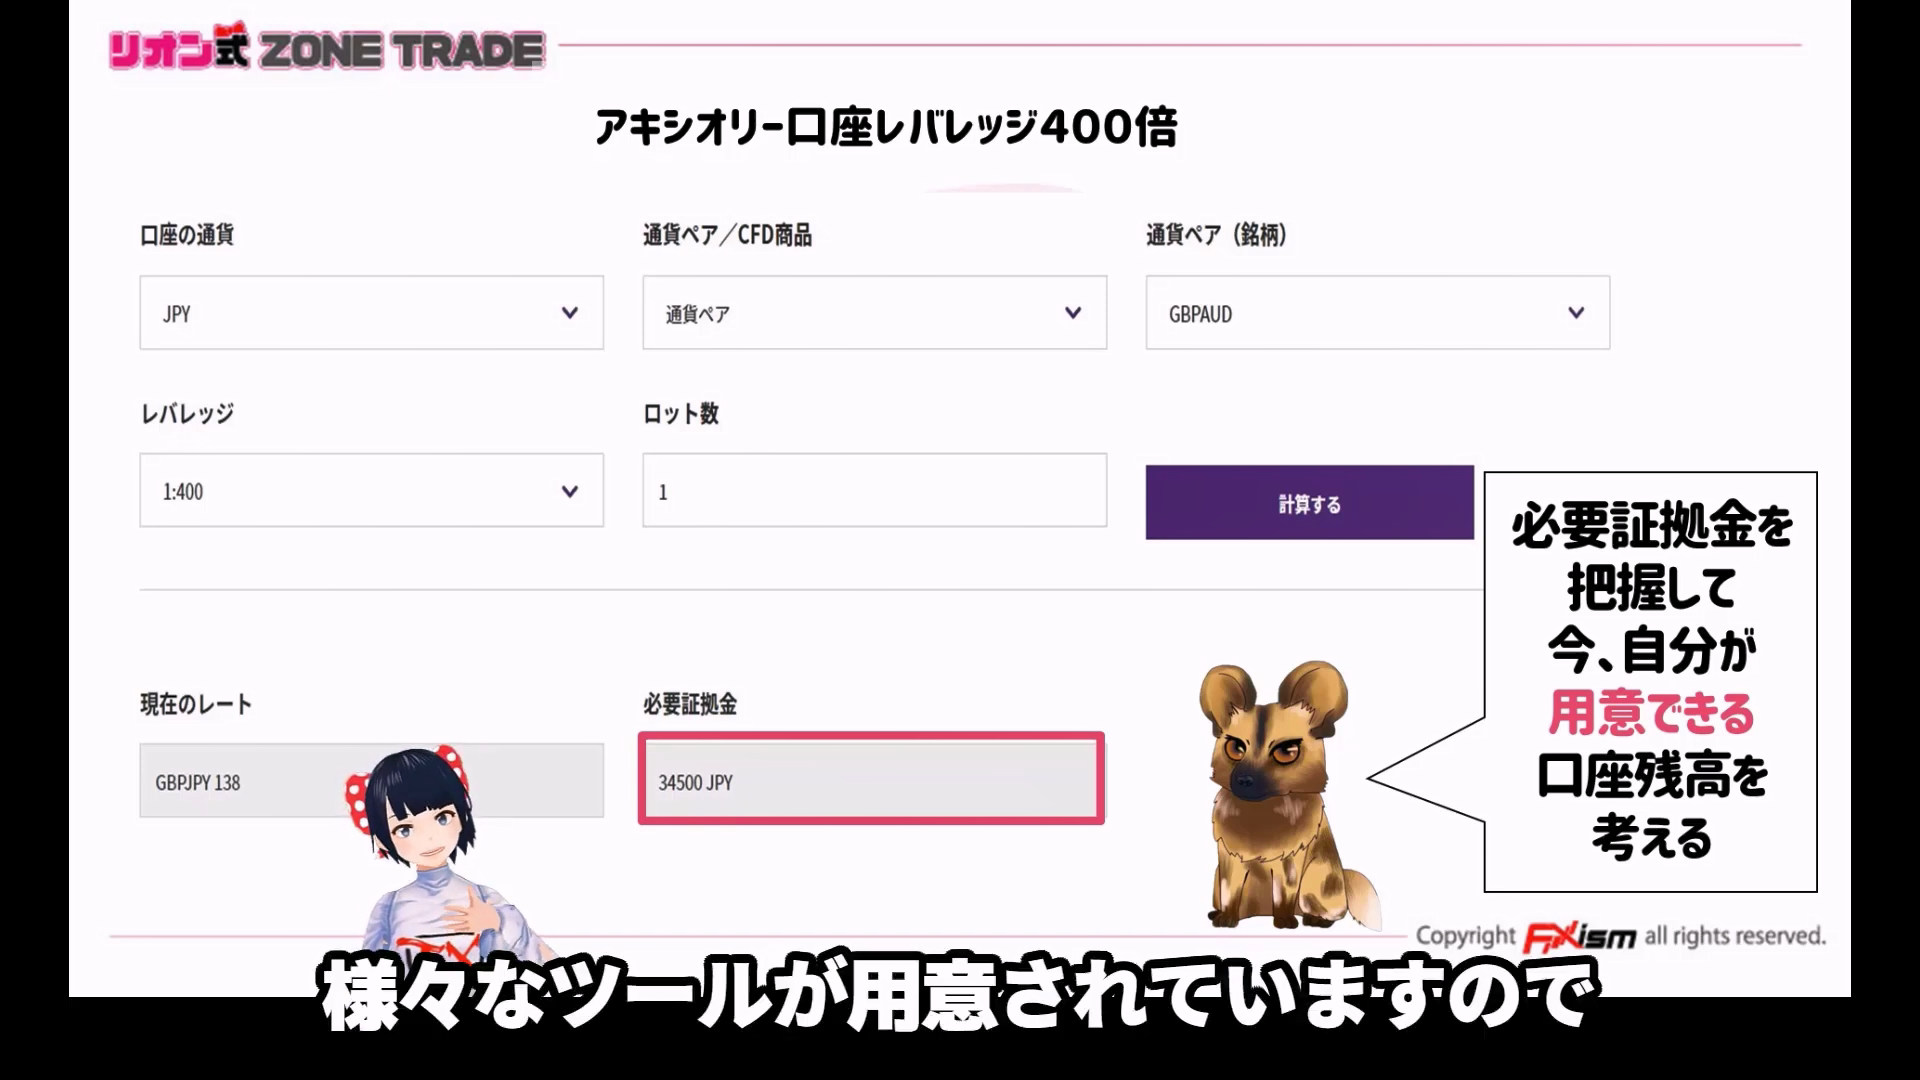 リオン式 ZONE TRADE
アキシオリー口座レバレッジ400倍
口座の通貨
通貨ペア／CFD商品
通貨ペア（銘柄）
JPY
通貨ペア
GBPAUD
レバレッジ
ロット数
1:400
1
計算する
必要証拠金を
把握して
今、自分が
用意できる
口座残高を
考える
現在のレート
必要証拠金
GBPJPY 138
34500 JPY
Copyright FXism all rights reserved.
様々なツールが用意されていますので